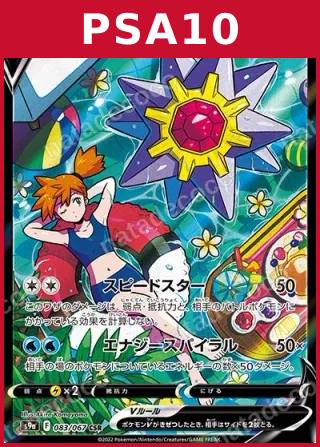 PSA10
スピードスター 50
このワザのダメージは、弱点・抵抗力と、相手のバトルポケモンに
かかっている効果を計算しない。
エナジースパイラル 50×
相手の場のポケモンについているエネルギーの数×50ダメージ。
弱点 ×2 抵抗力 にげる
Vルール
ポケモンVがきぜつしたとき、相手はサイドを2枚とる。
s9a F 083/067 CSR
©2022 Pokémon/Nintendo/Creatures/GAME FREAK.